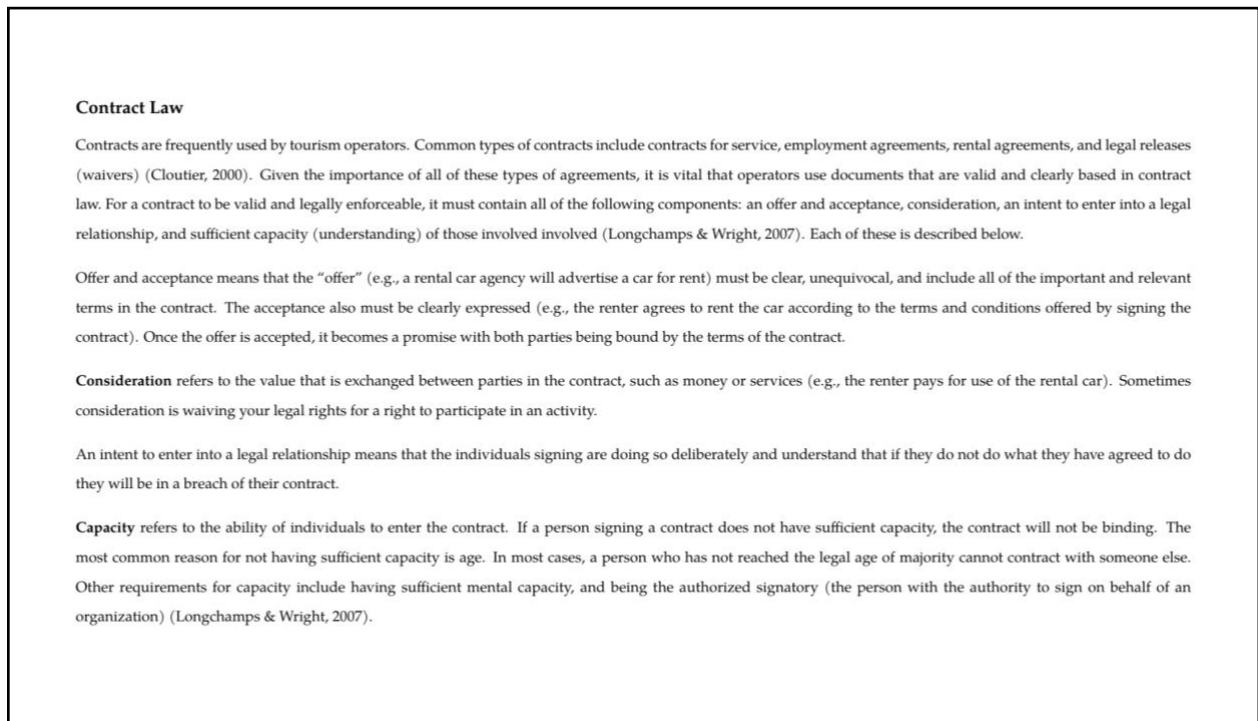 Contract Law
Contracts are frequently used by tourism operators. Common types of contracts include contracts for service, employment agreements, rental agreements, and legal releases
(waivers) (Cloutier, 2000). Given the importance of all of these types of agreements, it is vital that operators use documents that are valid and clearly based in contract
law. For a contract to be valid and legally enforceable, it must contain all of the following components: an offer and acceptance, consideration, an intent to enter into a legal
relationship, and sufficient capacity (understanding) of those involved involved (Longchamps & Wright, 2007). Each of these is described below.
Offer and acceptance means that the “offer” (e.g., a rental car agency will advertise a car for rent) must be clear, unequivocal, and include all of the important and relevant
terms in the contract. The acceptance also must be clearly expressed (e.g., the renter agrees to rent the car according to the terms and conditions offered by signing the
contract). Once the offer is accepted, it becomes a promise with both parties being bound by the terms of the contract.
Consideration refers to the value that is exchanged between parties in the contract, such as money or services (e.g., the renter pays for use of the rental car). Sometimes
consideration is waiving your legal rights for a right to participate in an activity.
An intent to enter into a legal relationship means that the individuals signing are doing so deliberately and understand that if they do not do what they have agreed to do
they will be in a breach of their contract.
Capacity refers to the ability of individuals to enter the contract. If a person signing a contract does not have sufficient capacity, the contract will not be binding. The
most common reason for not having sufficient capacity is age. In most cases, a person who has not reached the legal age of majority cannot contract with someone else.
Other requirements for capacity include having sufficient mental capacity, and being the authorized signatory (the person with the authority to sign on behalf of an
organization) (Longchamps & Wright, 2007).